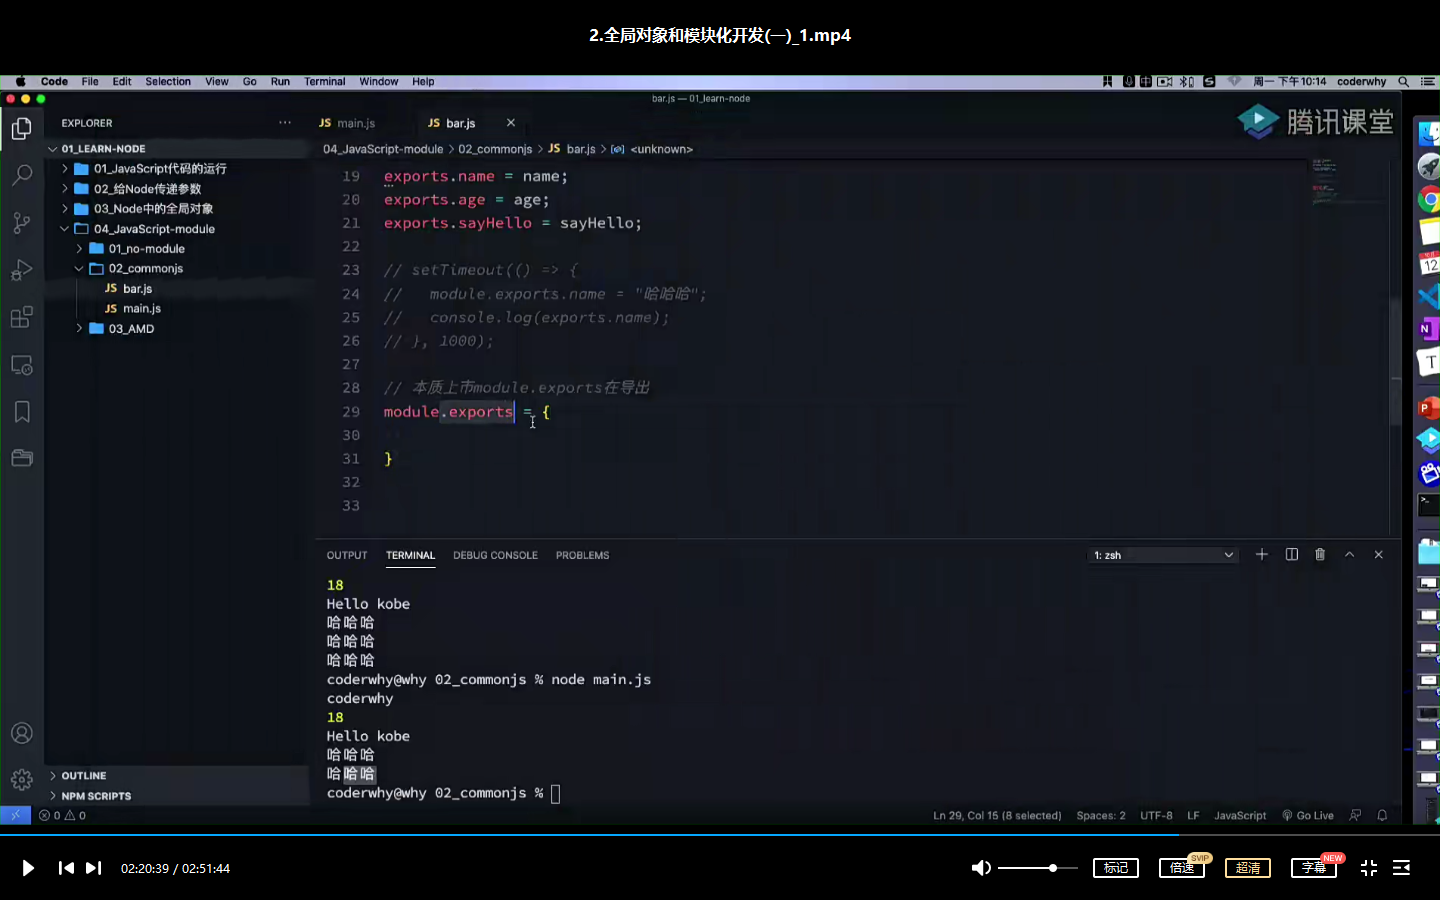 2.全局对象和模块化开发(一)_1.mp4
Code File Edit Selection View Go Run Terminal Window Help
周一 下午10:14 coderwhy
bar.js — 01_learn-node
腾讯课堂
EXPLORER
01_LEARN-NODE
01_JavaScript代码的运行
02_给Node传递参数
03_Node中的全局对象
04_JavaScript-module
01_no-module
02_commonjs
JS bar.js
JS main.js
03_AMD
OUTLINE
NPM SCRIPTS
JS main.js JS bar.js
04_JavaScript-module > 02_commonjs > JS bar.js > <unknown>
19 exports.name = name;
20 exports.age = age;
21 exports.sayHello = sayHello;
22
23 // setTimeout(() => {
24 //   module.exports.name = "哈哈哈";
25 //   console.log(exports.name);
26 // }, 1000);
27
28 // 本质上市module.exports在导出
29 module.exports = {
30
31 }
32
33
OUTPUT TERMINAL DEBUG CONSOLE PROBLEMS
1: zsh
18
Hello kobe
哈哈哈
哈哈哈
哈哈哈
coderwhy@why 02_commonjs % node main.js
coderwhy
18
Hello kobe
哈哈哈
哈哈哈
coderwhy@why 02_commonjs %
0 0
Ln 29, Col 15 (8 selected) Spaces: 2 UTF-8 LF JavaScript Go Live
12
N
T
P
02:20:39 / 02:51:44
标记
倍速 SVIP
超清
字幕 NEW